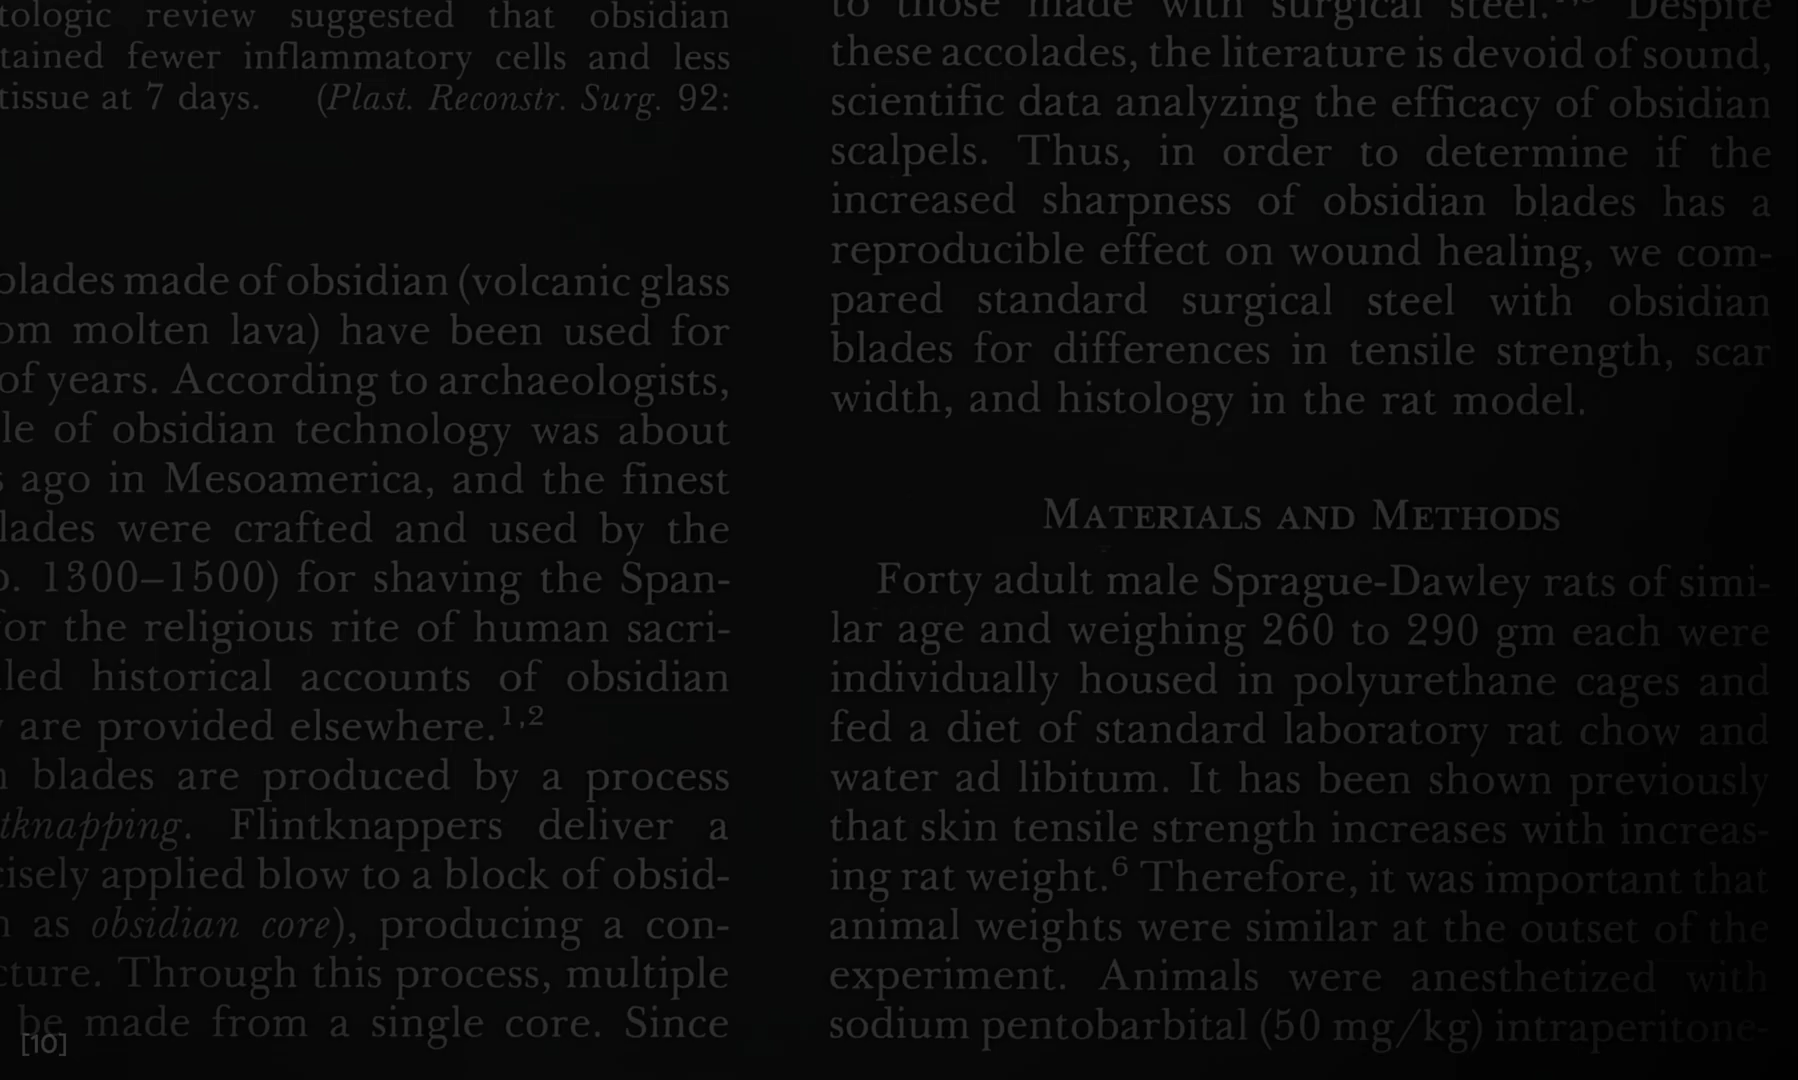 tologic review suggested that obsidian
tained fewer inflammatory cells and less
tissue at 7 days. (Plast. Reconstr. Surg. 92:
blades made of obsidian (volcanic glass
om molten lava) have been used for
of years. According to archaeologists,
le of obsidian technology was about
s ago in Mesoamerica, and the finest
lades were crafted and used by the
. 1300–1500) for shaving the Span-
for the religious rite of human sacri-
led historical accounts of obsidian
y are provided elsewhere.1,2
n blades are produced by a process
tknapping. Flintknappers deliver a
cisely applied blow to a block of obsid-
n as obsidian core), producing a con-
cture. Through this process, multiple
be made from a single core. Since
to those made with surgical steel. Despite
these accolades, the literature is devoid of sound,
scientific data analyzing the efficacy of obsidian
scalpels. Thus, in order to determine if the
increased sharpness of obsidian blades has a
reproducible effect on wound healing, we com-
pared standard surgical steel with obsidian
blades for differences in tensile strength, scar
width, and histology in the rat model.
MATERIALS AND METHODS
Forty adult male Sprague-Dawley rats of simi-
lar age and weighing 260 to 290 gm each were
individually housed in polyurethane cages and
fed a diet of standard laboratory rat chow and
water ad libitum. It has been shown previously
that skin tensile strength increases with increas-
ing rat weight.6 Therefore, it was important that
animal weights were similar at the outset of the
experiment. Animals were anesthetized with
sodium pentobarbital (50 mg/kg) intraperitone-
[10]